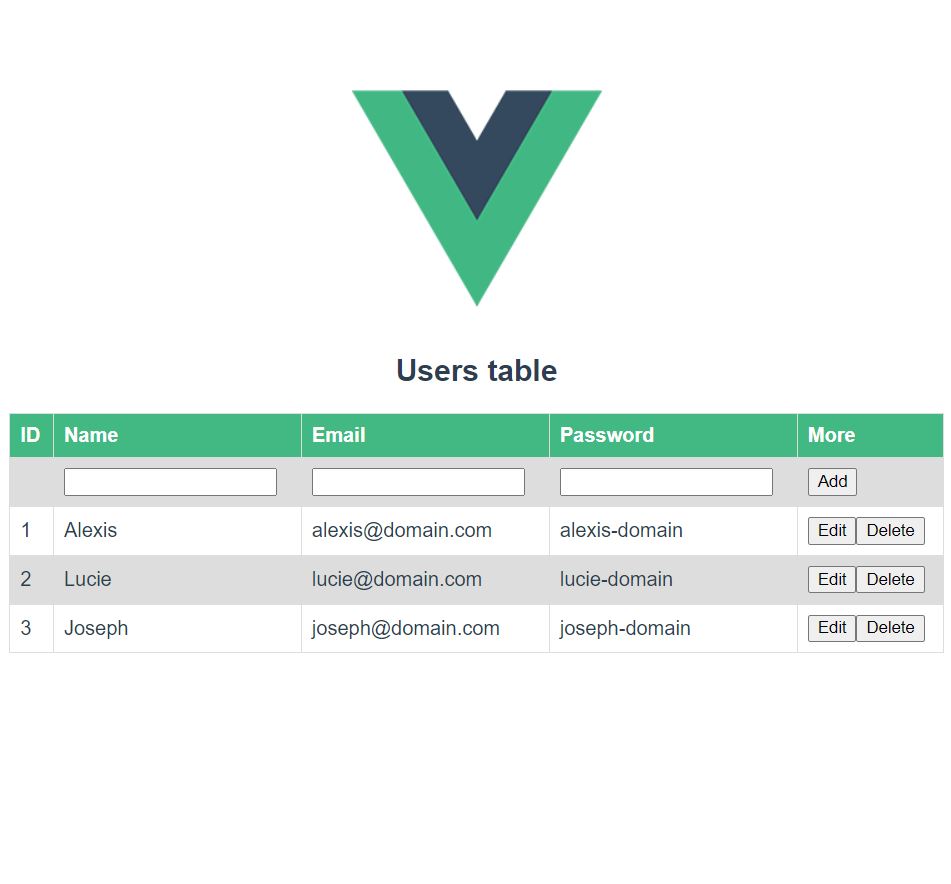 Users table
ID Name Email Password More
Add
1 Alexis alexis@domain.com alexis-domain Edit Delete
2 Lucie lucie@domain.com lucie-domain Edit Delete
3 Joseph joseph@domain.com joseph-domain Edit Delete